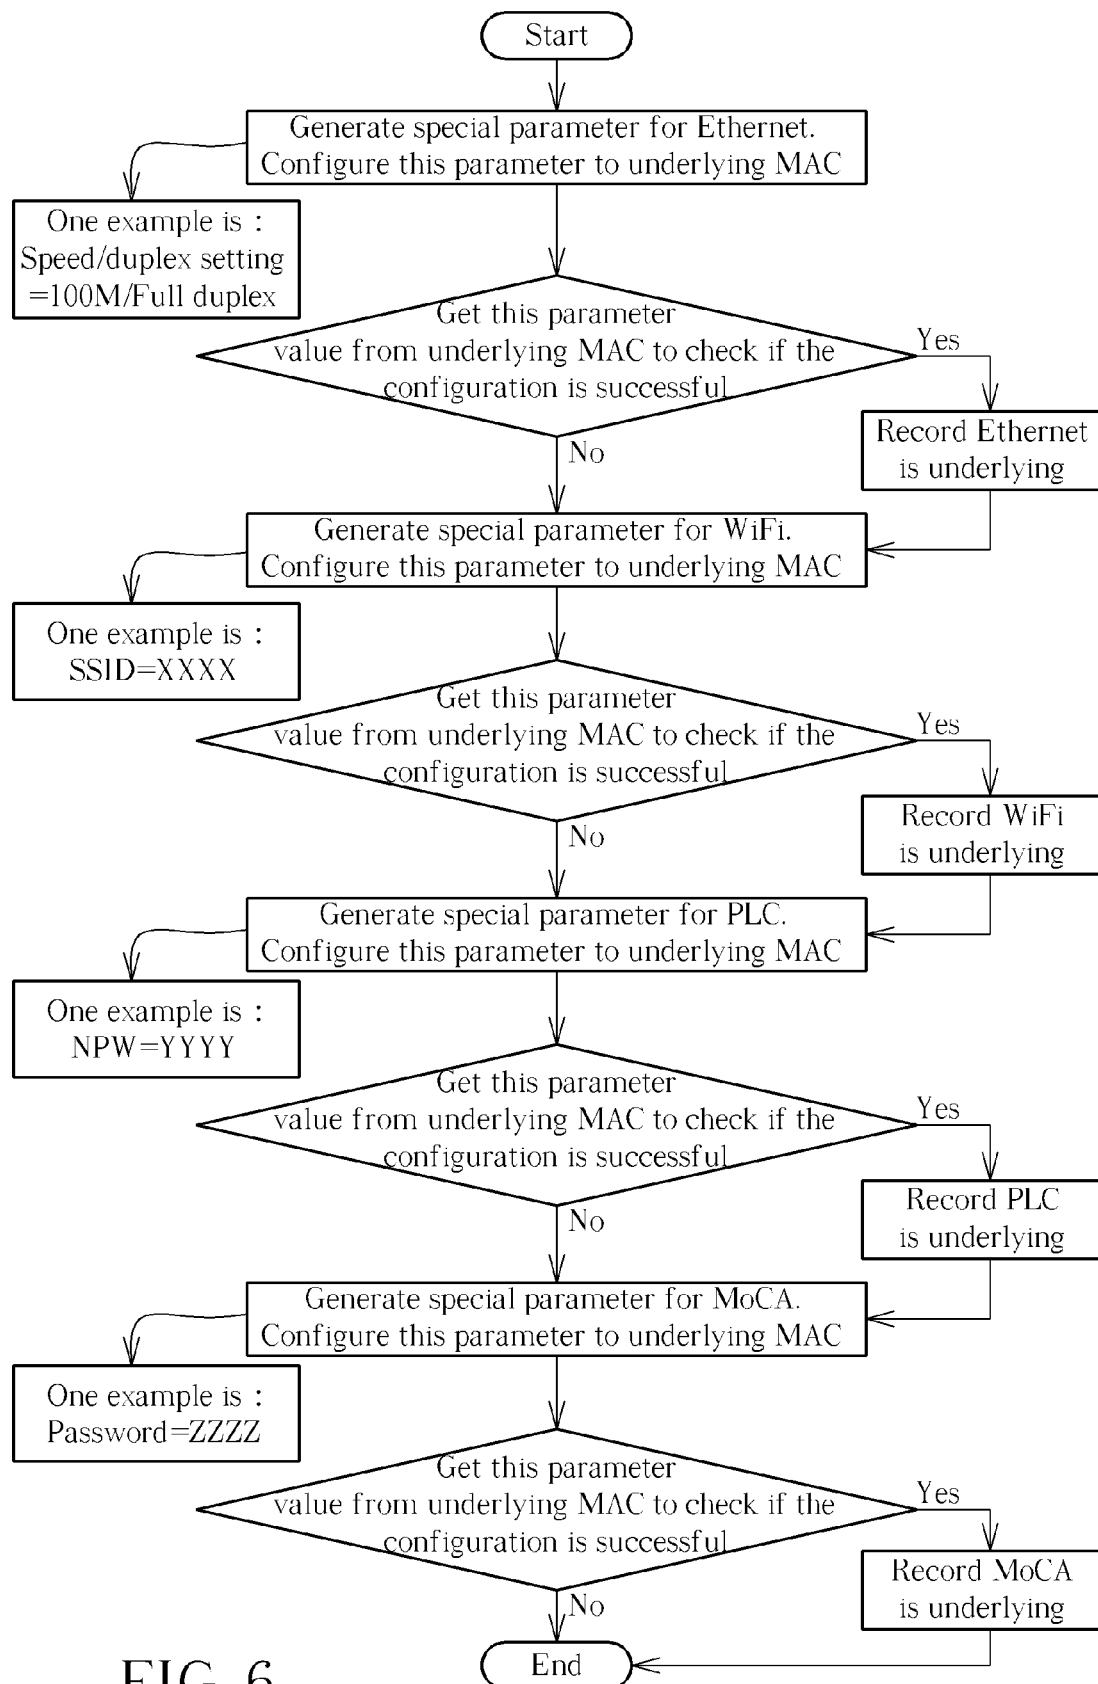 Start
Generate special parameter for Ethernet.
Configure this parameter to underlying MAC
One example is :
Speed/duplex setting
=100M/Full duplex
Get this parameter
value from underlying MAC to check if the
configuration is successful
Yes
No
Record Ethernet
is underlying
Generate special parameter for WiFi.
Configure this parameter to underlying MAC
One example is :
SSID=XXXX
Get this parameter
value from underlying MAC to check if the
configuration is successful
Yes
No
Record WiFi
is underlying
Generate special parameter for PLC.
Configure this parameter to underlying MAC
One example is :
NPW=YYYY
Get this parameter
value from underlying MAC to check if the
configuration is successful
Yes
No
Record PLC
is underlying
Generate special parameter for MoCA.
Configure this parameter to underlying MAC
One example is :
Password=ZZZZ
Get this parameter
value from underlying MAC to check if the
configuration is successful
Yes
No
Record MoCA
is underlying
End
FIG. 6